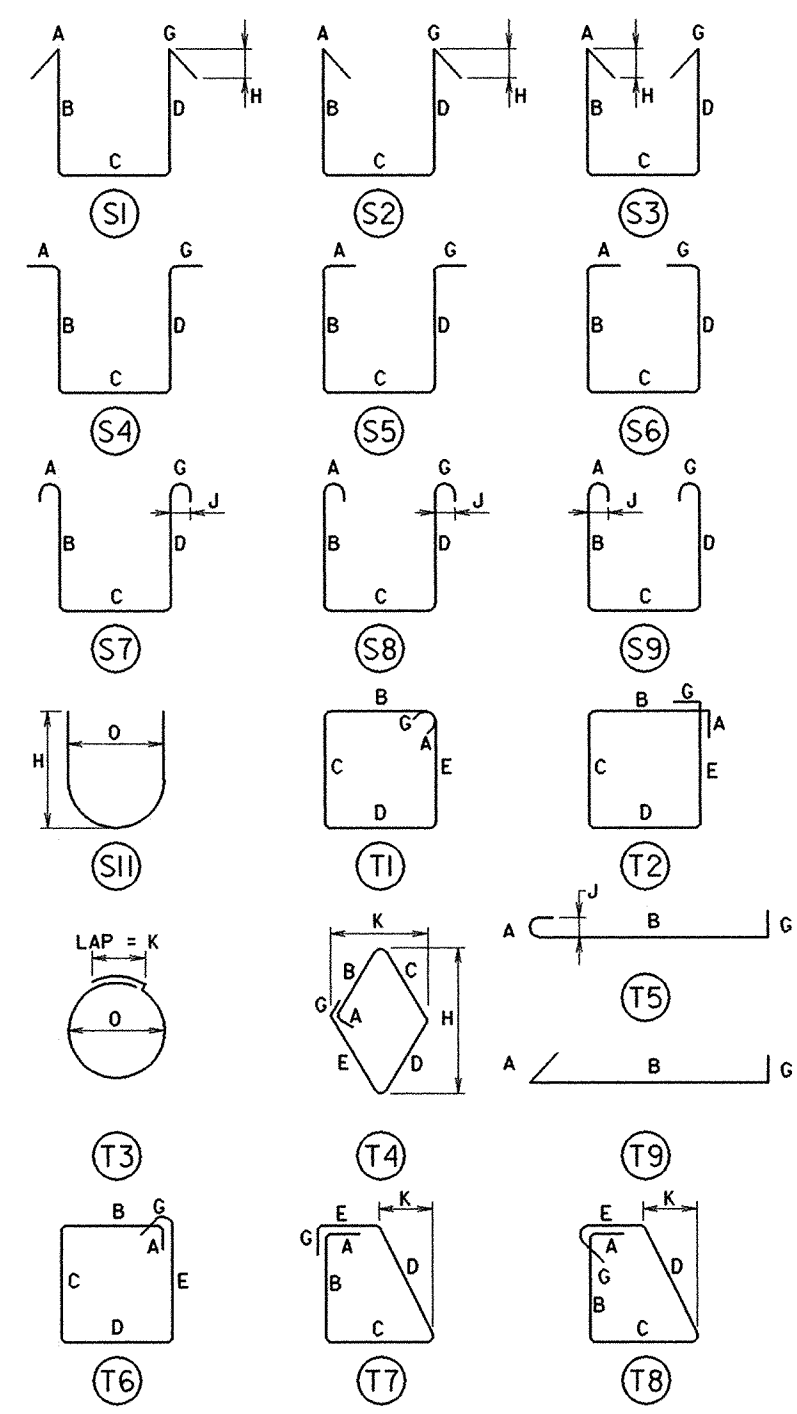 A G
H
B D
C
S1
A G
H
B D
C
S2
A G
H
B D
C
S3
A G
B D
C
S4
A G
B D
C
S5
A G
B D
C
S6
A G
J
B D
C
S7
A G
J
B D
C
S8
A G
J
B D
C
S9
O
H
S11
B
G
A
C E
D
T1
B G
A
C E
D
T2
LAP = K
O
T3
K
B C
G A H
E D
T4
J
A B G
T5
A B G
T9
B G
A
C E
D
T6
K
E
G A
D
B
C
T7
K
E
A
D
G
B
C
T8